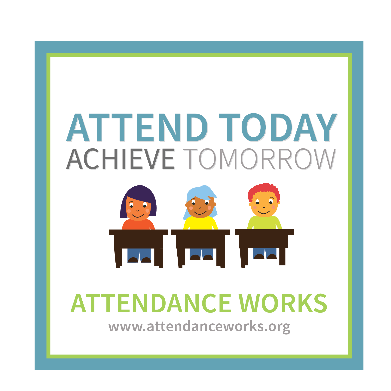 ATTEND TODAY
ACHIEVE TOMORROW
ATTENDANCE WORKS
www.attendanceworks.org